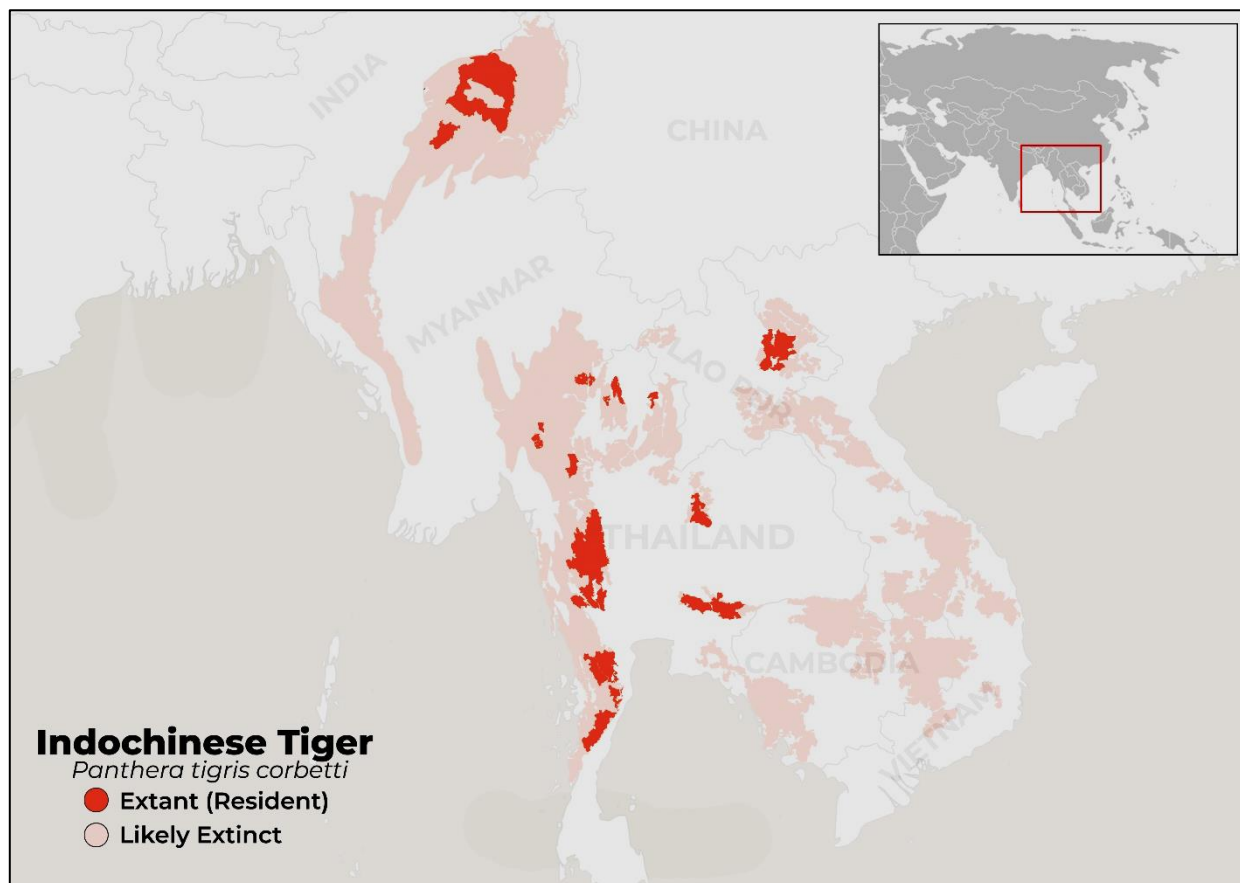 INDIA
CHINA
MYANMAR
LAO PDR
THAILAND
CAMBODIA
VIETNAM
Indochinese Tiger
Panthera tigris corbetti
Extant (Resident)
Likely Extinct